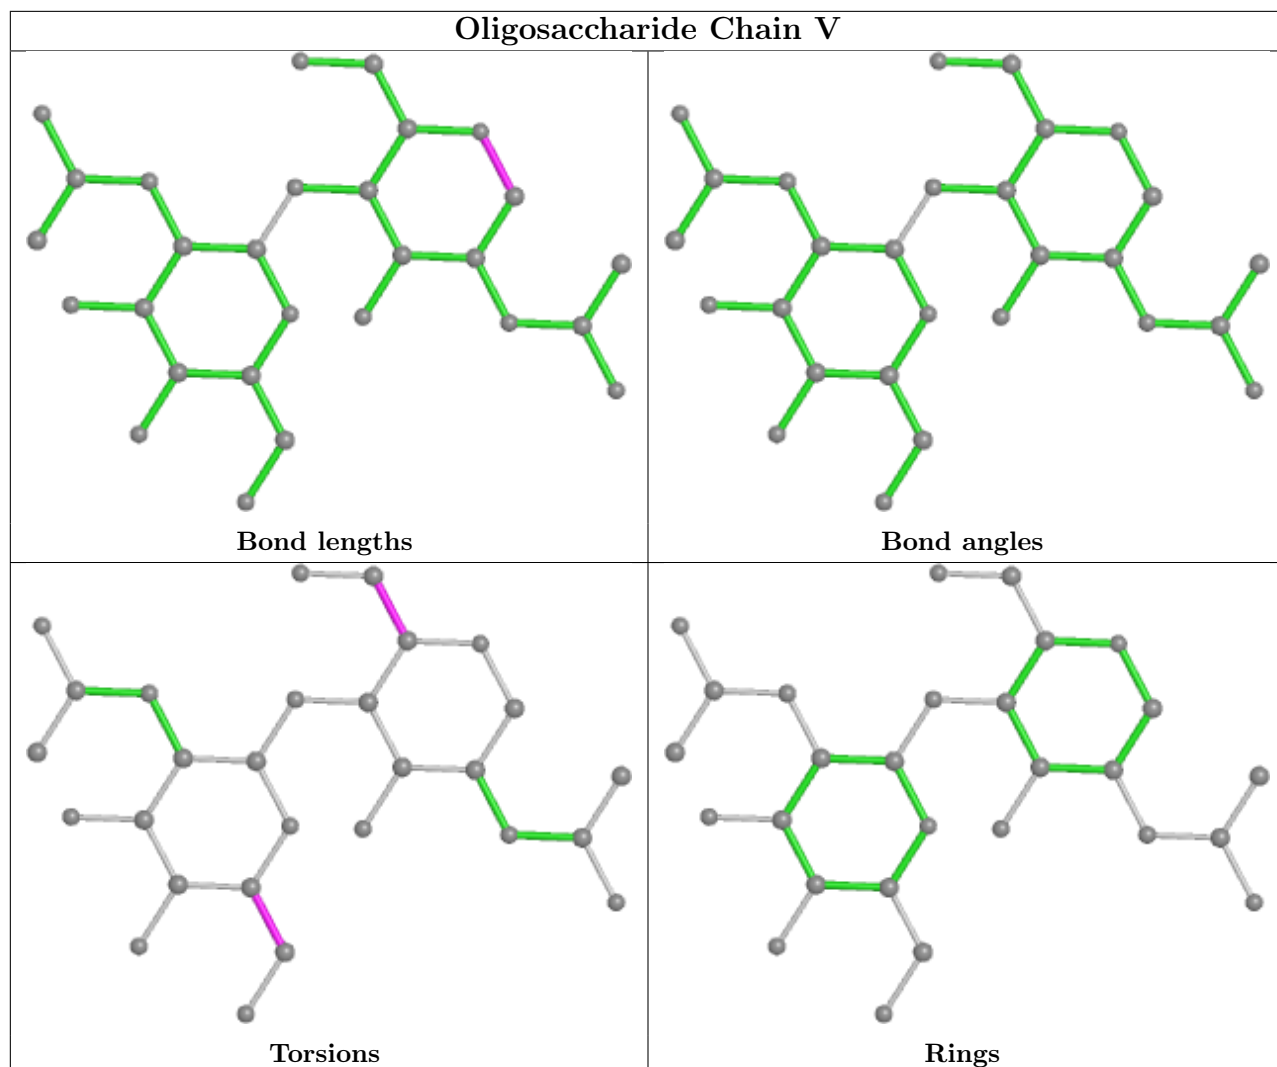 Oligosaccharide Chain V
Bond lengths
Bond angles
Torsions
Rings